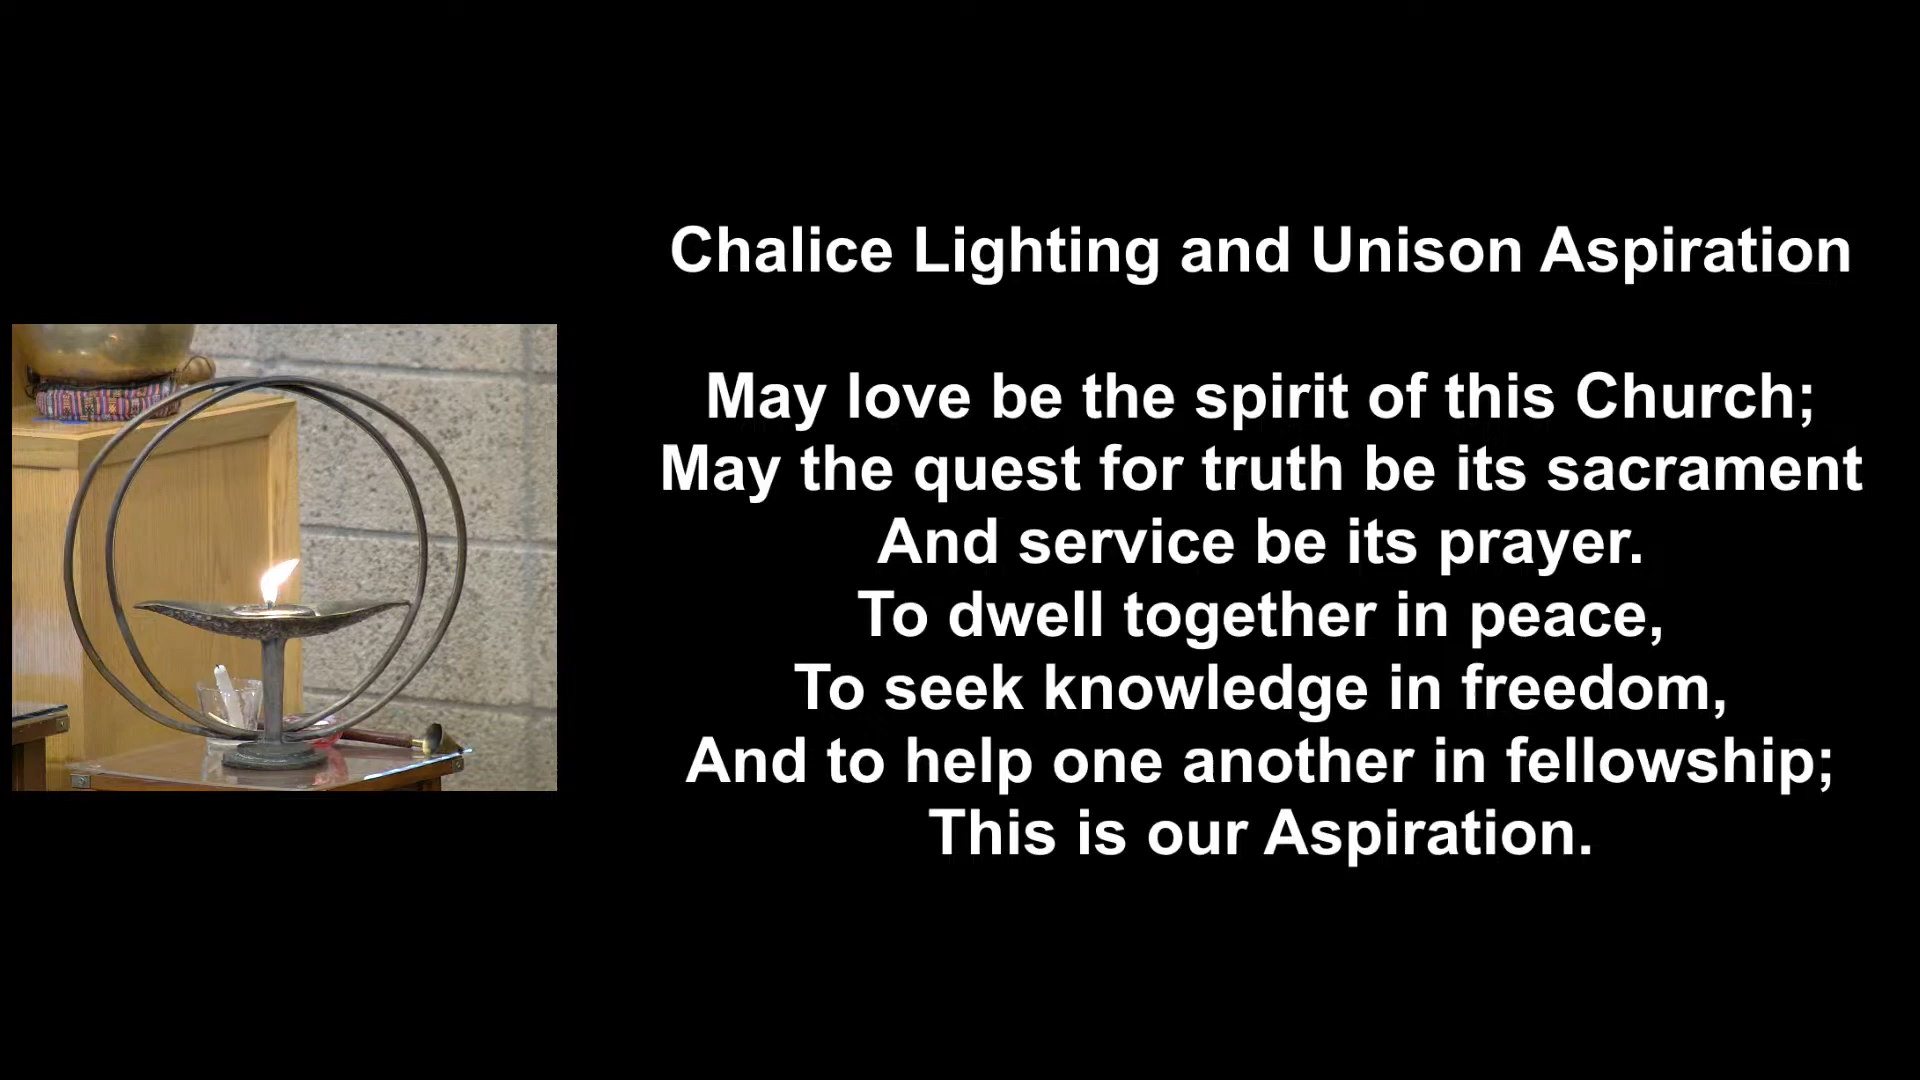 Chalice Lighting and Unison Aspiration
May love be the spirit of this Church;
May the quest for truth be its sacrament
And service be its prayer.
To dwell together in peace,
To seek knowledge in freedom,
And to help one another in fellowship;
This is our Aspiration.